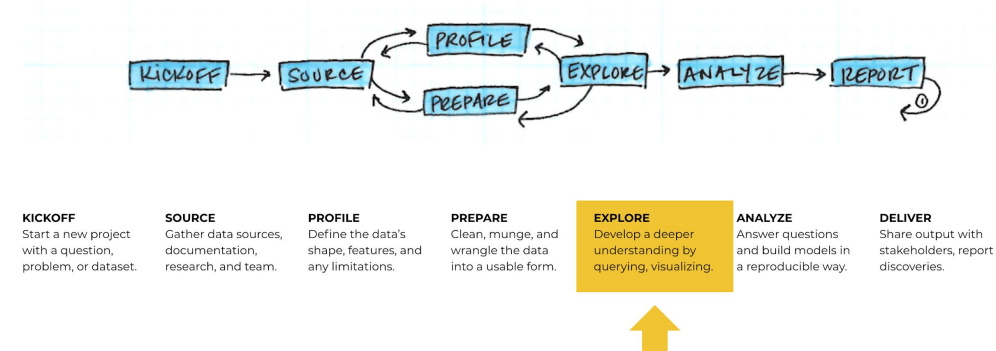 KICKOFF
SOURCE
PROFILE
PREPARE
EXPLORE
ANALYZE
REPORT
1
KICKOFF
Start a new project
with a question,
problem, or dataset.
SOURCE
Gather data sources,
documentation,
research, and team.
PROFILE
Define the data's
shape, features, and
any limitations.
PREPARE
Clean, munge, and
wrangle the data
into a usable form.
EXPLORE
Develop a deeper
understanding by
querying, visualizing.
ANALYZE
Answer questions
and build models in
a reproducible way.
DELIVER
Share output with
stakeholders, report
discoveries.